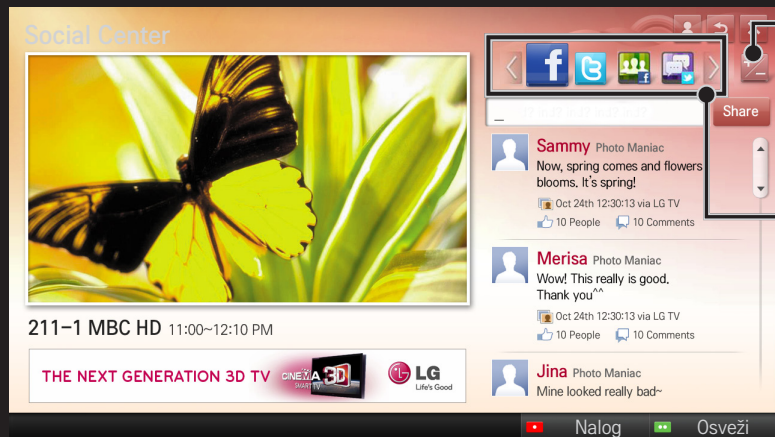 Social Center
Share
Sammy Photo Maniac
Now, spring comes and flowers
blooms. It's spring!
Oct 24th 12:30:13 via LG TV
10 People 10 Comments
Merisa Photo Maniac
Wow! This really is good.
Thank you^^
Oct 24th 12:30:13 via LG TV
10 People 10 Comments
Jina Photo Maniac
Mine looked really bad~
211-1 MBC HD 11:00~12:10 PM
THE NEXT GENERATION 3D TV CINEMA 3D SMART TV LG Life's Good
Nalog Osveži